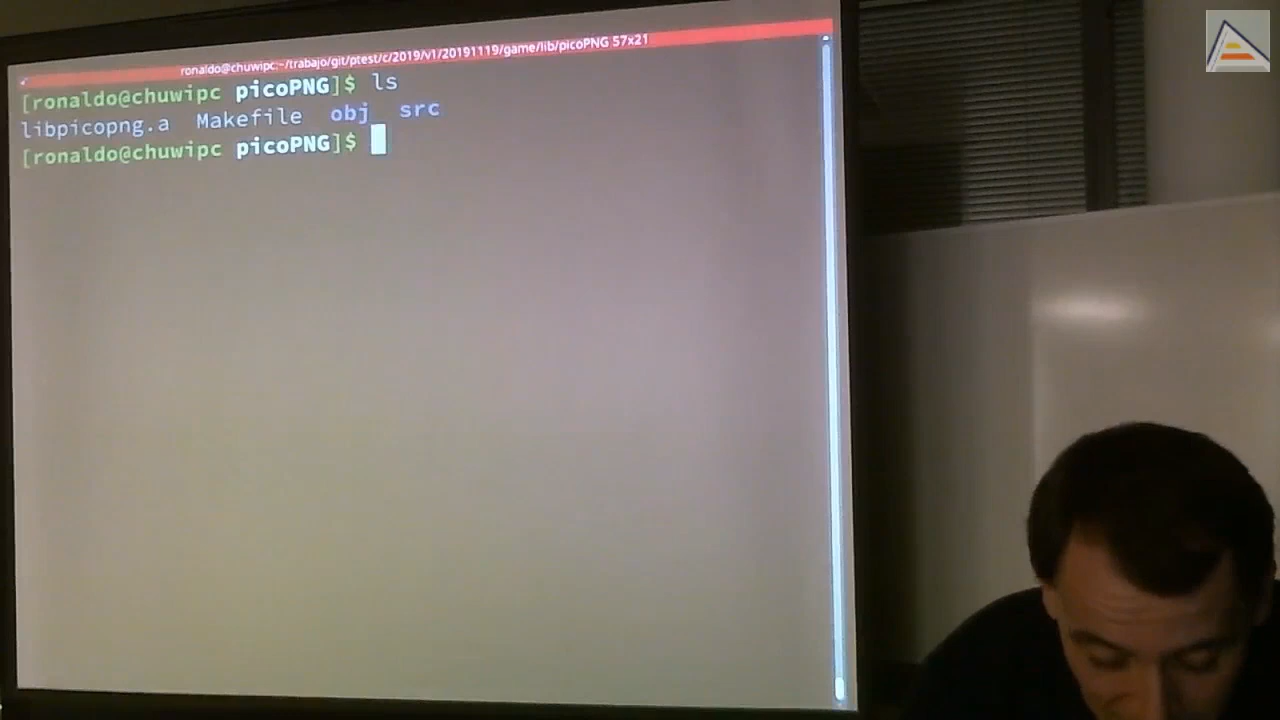 ronaldo@chuwipc:~/trabajo/git/ptest/c/2019/v1/20191119/game/lib/picoPNG 57x21
[ronaldo@chuwipc picoPNG]$ ls
libpicopng.a Makefile obj src
[ronaldo@chuwipc picoPNG]$